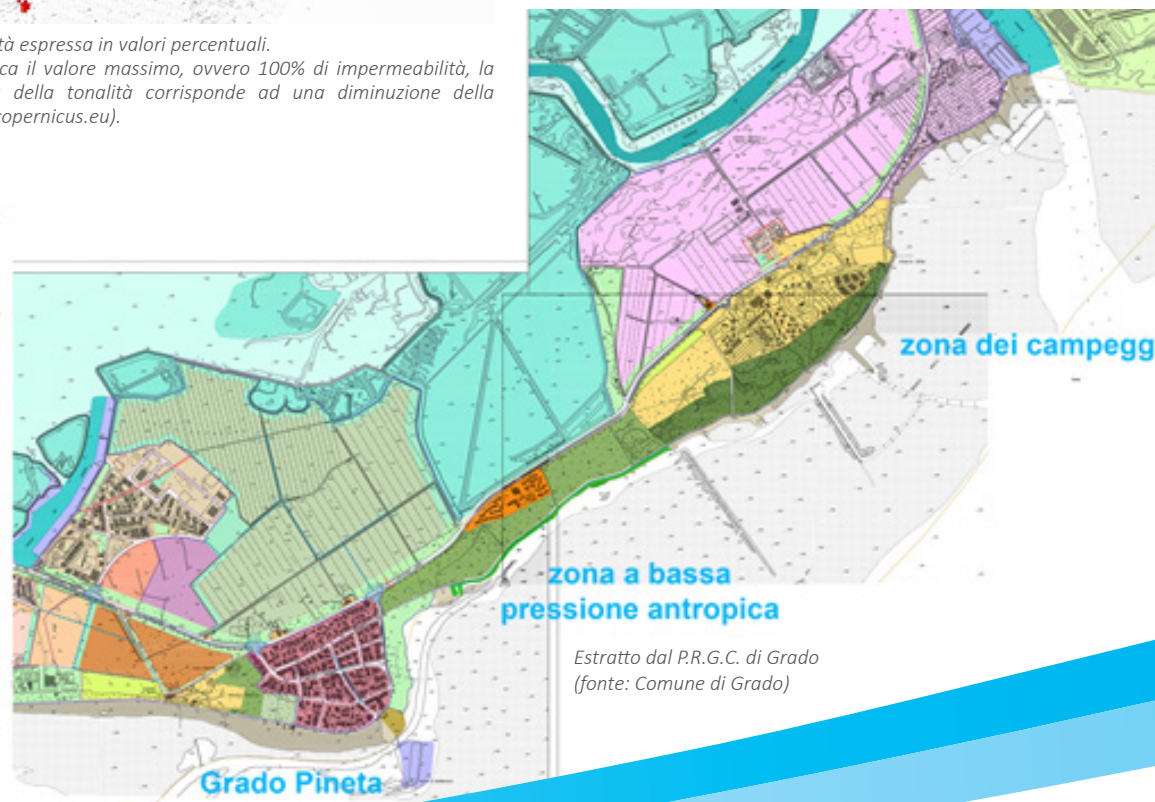 tà espressa in valori percentuali.
ca il valore massimo, ovvero 100% di impermeabilità, la
della tonalità corrisponde ad una diminuzione della
copernicus.eu).
zona dei campegg
zona a bassa
pressione antropica
Estratto dal P.R.G.C. di Grado
(fonte: Comune di Grado)
Grado Pineta